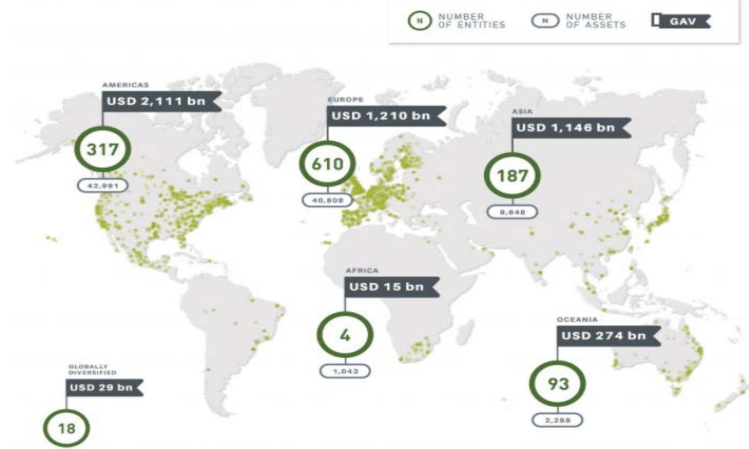 N
NUMBER
OF ENTITIES
N
NUMBER
OF ASSETS
GAV
AMERICAS
USD 2,111 bn
317
42,991
EUROPE
USD 1,210 bn
610
40,808
ASIA
USD 1,146 bn
187
AFRICA
USD 15 bn
4
1,043
OCEANIA
USD 274 bn
93
2,298
GLOBALLY
DIVERSIFIED
USD 29 bn
18